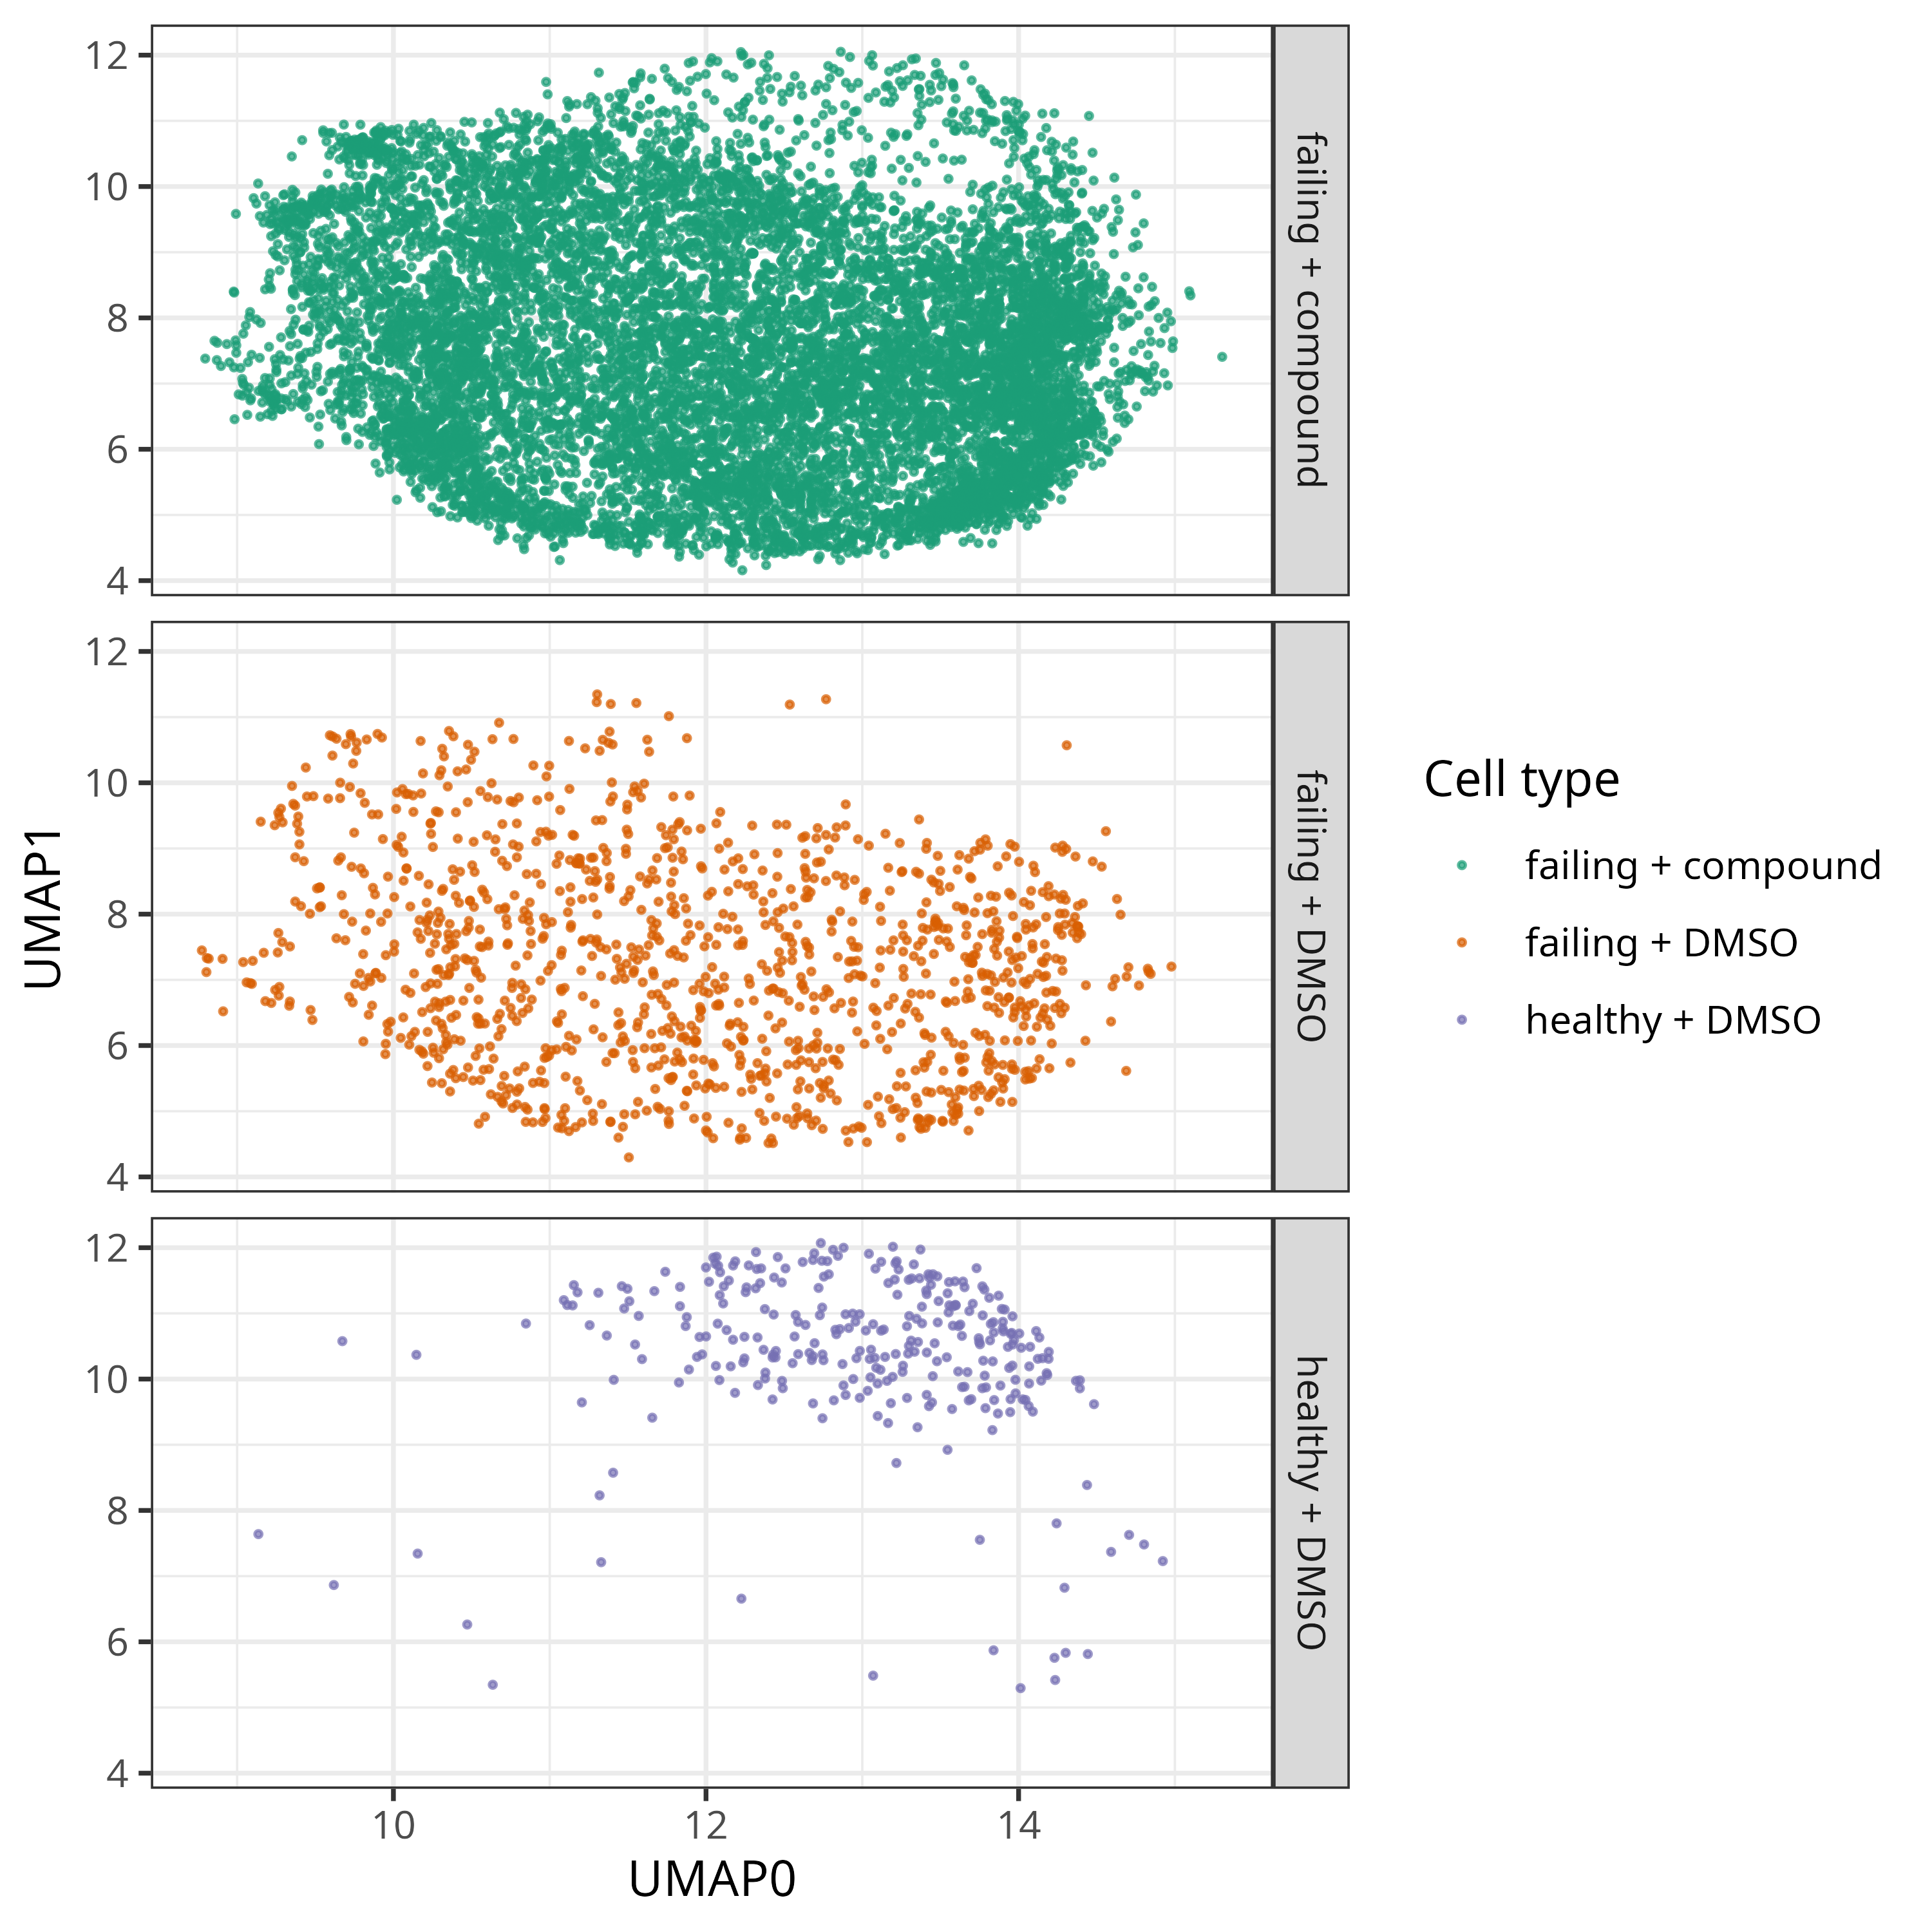 12
10
8
6
4
failing + compound
12
10
8
6
4
failing + DMSO
12
10
8
6
4
healthy + DMSO
10
12
14
UMAP0
UMAP1
Cell type
failing + compound
failing + DMSO
healthy + DMSO